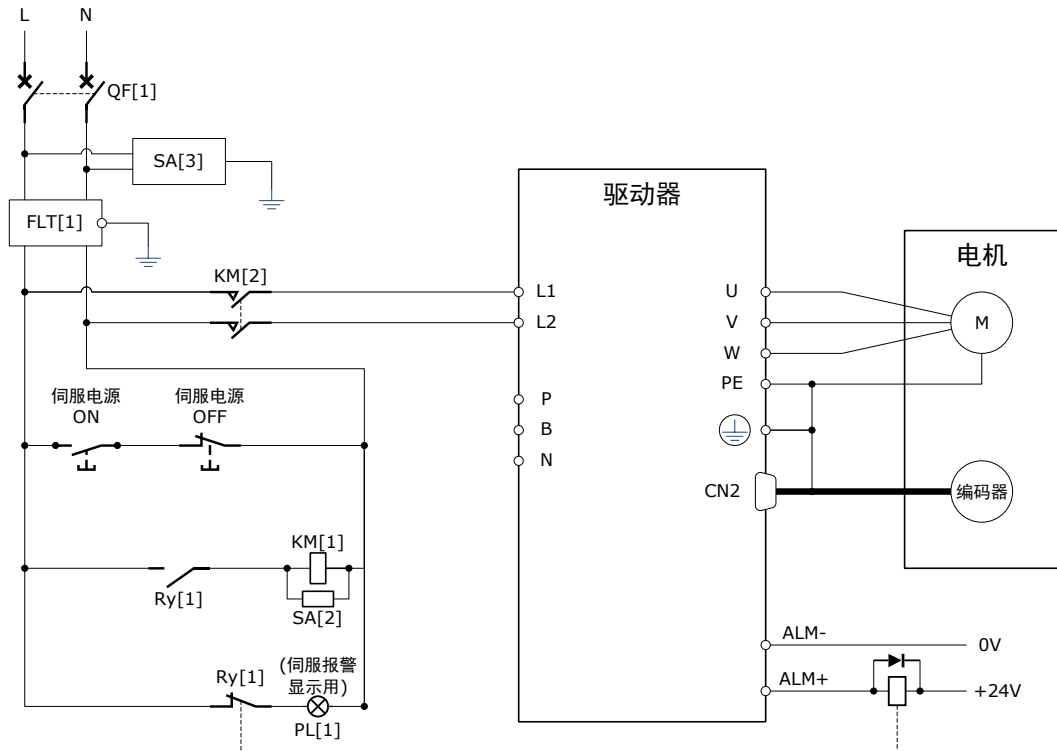 L
N
QF[1]
SA[3]
FLT[1]
驱动器
电机
KM[2]
L1
U
M
L2
V
W
PE
伺服电源
ON
伺服电源
OFF
P
B
N
CN2
编码器
KM[1]
Ry[1]
SA[2]
ALM-
0V
Ry[1]
(伺服报警
显示用)
PL[1]
ALM+
+24V